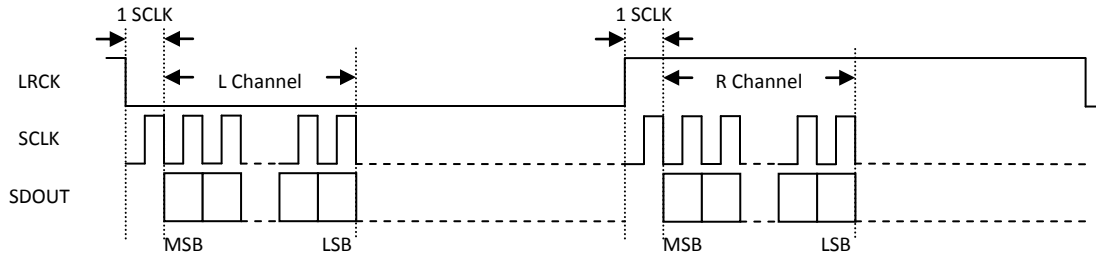 1 SCLK 1 SCLK
LRCK L Channel R Channel
SCLK
SDOUT
MSB LSB MSB LSB